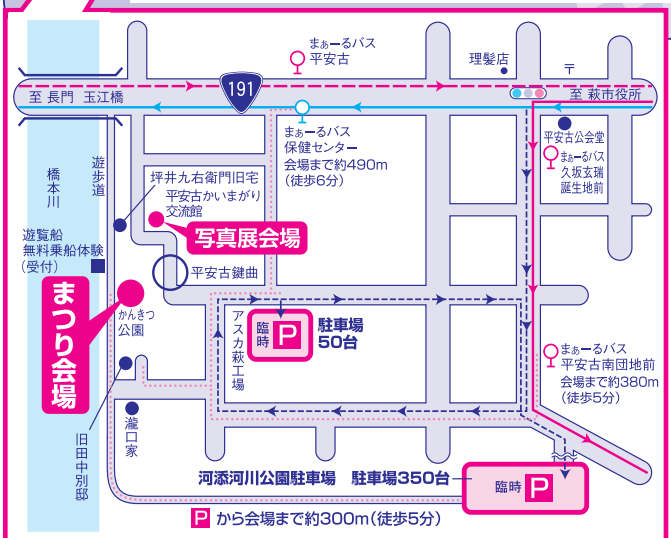 まぁーるバス
平安古
理髪店
〒
191
至 長門 玉江橋
至 萩市役所
まぁーるバス
保健センター
会場まで約490m
(徒歩6分)
平安古公会堂
まぁーるバス
久坂玄瑞
誕生地前
橋本川
遊歩道
坪井九右衛門旧宅
平安古かいまがり
交流館
写真展会場
遊覧船
無料乗船体験
(受付)
平安古鍵曲
まつり会場
かんきつ
公園
アスカ萩工場
臨時
P
駐車場
50台
まぁーるバス
平安古南団地前
会場まで約380m
(徒歩5分)
瀧口家
旧田中別邸
河添河川公園駐車場 駐車場350台
臨時 P
P から会場まで約300m(徒歩5分)